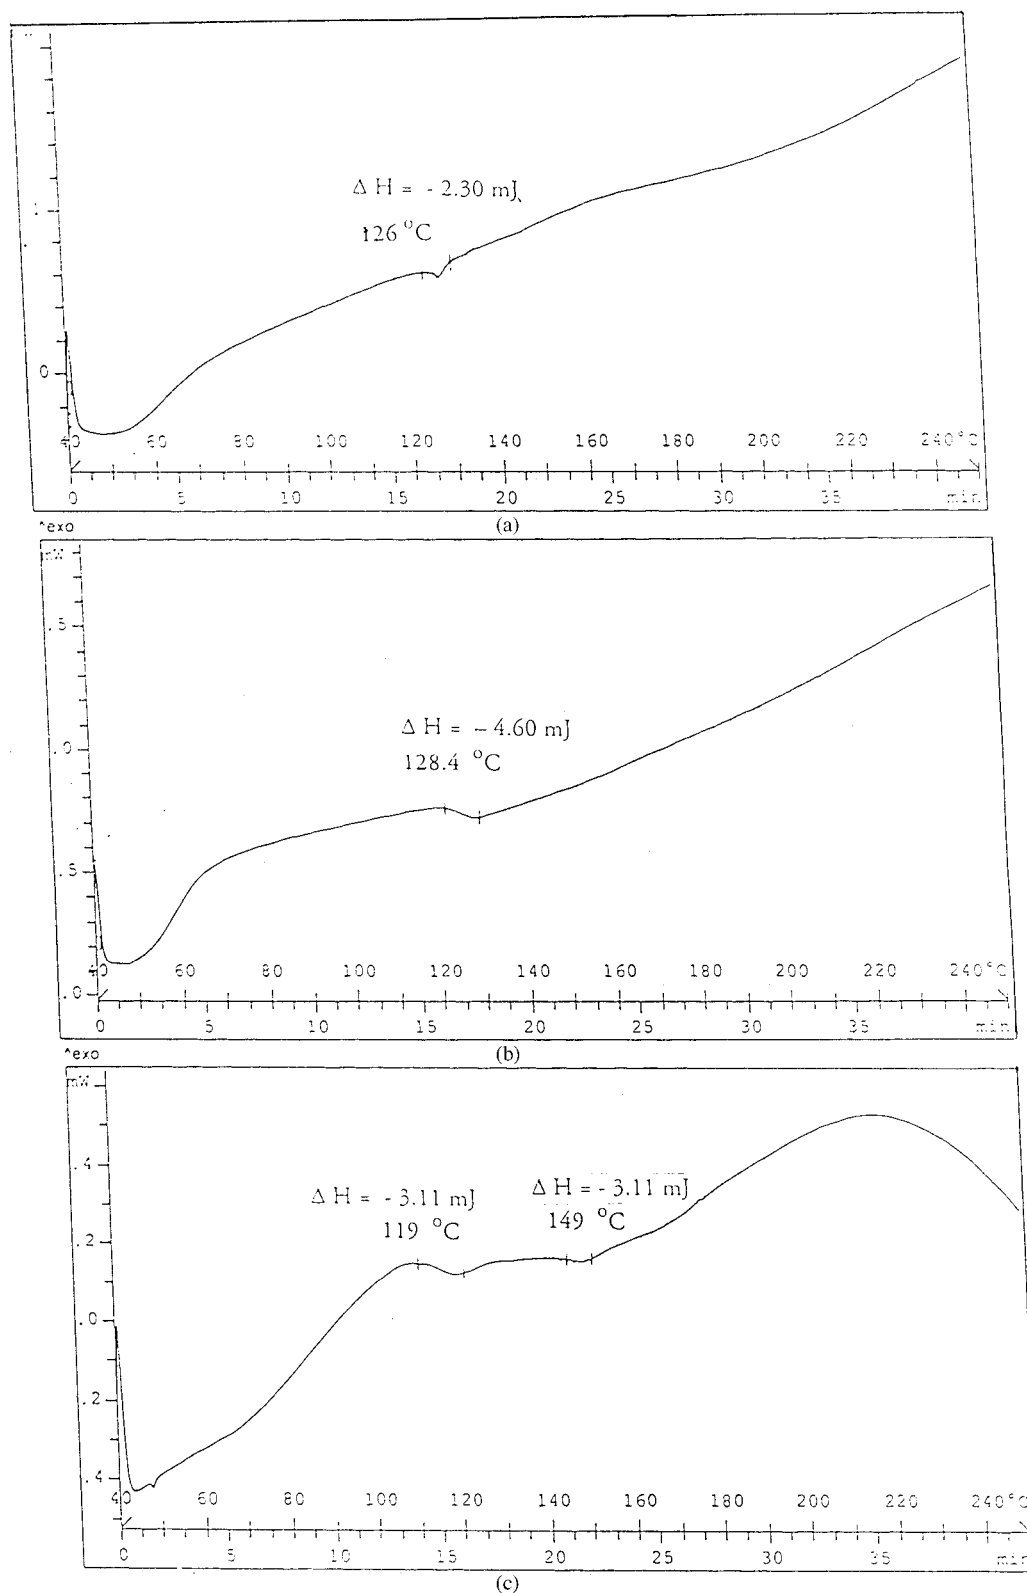 Δ H = - 2.30 mJ
126 °C
1
0
40 60 80 100 120 140 160 180 200 220 240°C
0 5 10 15 20 25 30 35 min
(a)
^exo
mW
.5
Δ H = - 4.60 mJ
128.4 °C
.0
.5
40 60 80 100 120 140 160 180 200 220 240°C
.0
0 5 10 15 20 25 30 35 min
(b)
^exo
mW
.4
Δ H = - 3.11 mJ Δ H = - 3.11 mJ
119 °C 149 °C
.2
.0
.2
.4
40 60 80 100 120 140 160 180 200 220 240°C
0 5 10 15 20 25 30 35 min
(c)